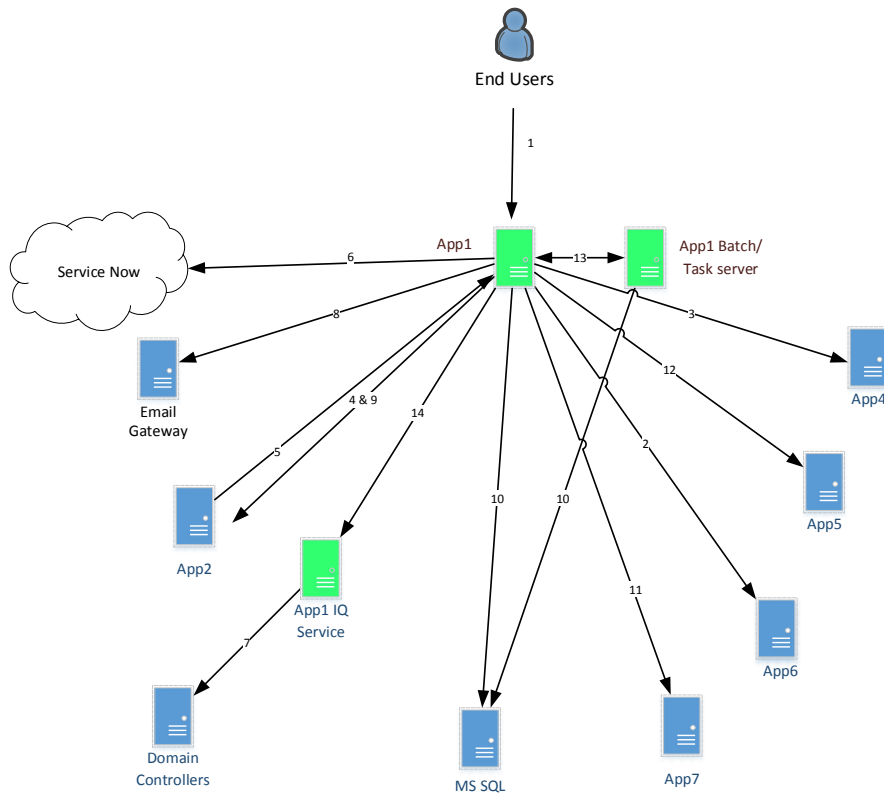 End Users
1
App1
13
App1 Batch/
Task server
Service Now
6
8
3
12
Email
Gateway
App4
4 & 9
14
5
2
10
10
App5
App2
App1 IQ
Service
11
7
App6
Domain
Controllers
MS SQL
App7